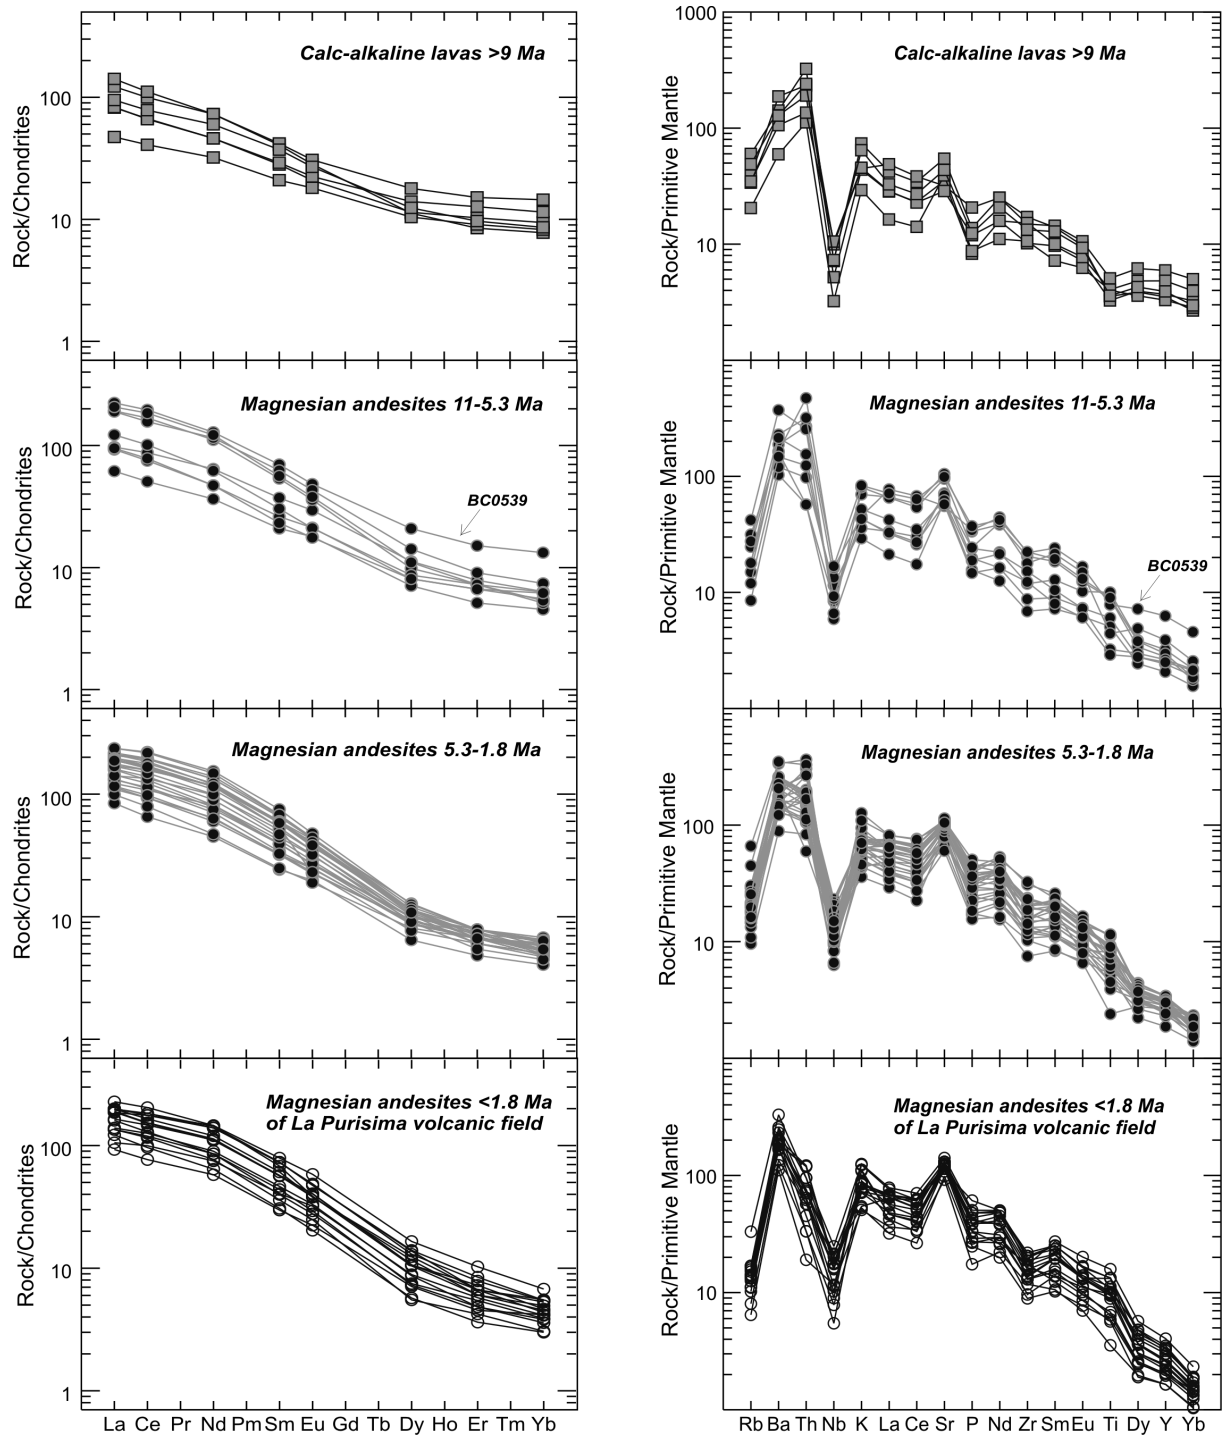 Rock/Chondrites
100
10
1
Calc-alkaline lavas >9 Ma
Rock/Primitive Mantle
1000
100
10
Calc-alkaline lavas >9 Ma
Rock/Chondrites
100
10
1
Magnesian andesites 11-5.3 Ma
BC0539
Rock/Primitive Mantle
100
10
Magnesian andesites 11-5.3 Ma
BC0539
Rock/Chondrites
100
10
1
Magnesian andesites 5.3-1.8 Ma
Rock/Primitive Mantle
100
10
Magnesian andesites 5.3-1.8 Ma
Rock/Chondrites
100
10
1
Magnesian andesites <1.8 Ma
of La Purisima volcanic field
La Ce Pr Nd Pm Sm Eu Gd Tb Dy Ho Er Tm Yb
Rock/Primitive Mantle
100
10
Magnesian andesites <1.8 Ma
of La Purisima volcanic field
Rb Ba Th Nb K La Ce Sr P Nd Zr Sm Eu Ti Dy Y Yb